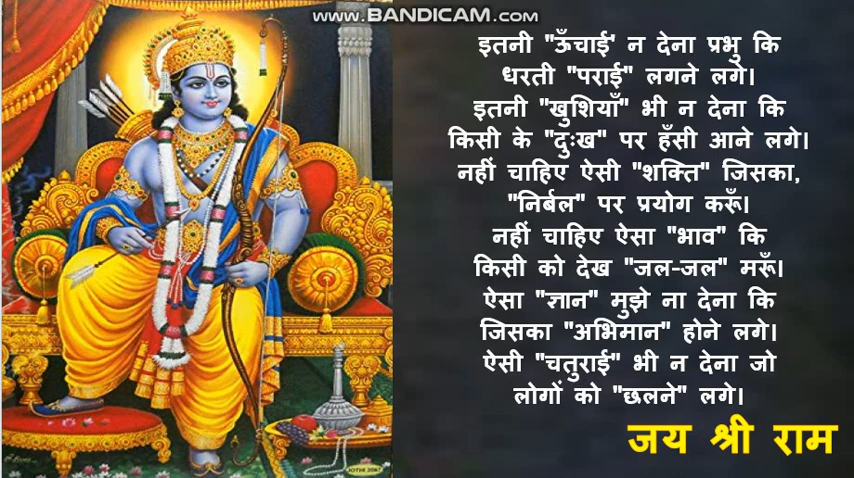 www.BANDICAM.com
इतनी "ऊँचाई' न देना प्रभु कि
धरती "पराई" लगने लगे।
इतनी "खुशियाँ" भी न देना कि
किसी के "दुःख" पर हँसी आने लगे।
नहीं चाहिए ऐसी "शक्ति" जिसका,
"निर्बल" पर प्रयोग करूँ।
नहीं चाहिए ऐसा "भाव" कि
किसी को देख "जल-जल" मरूँ।
ऐसा "ज्ञान" मुझे ना देना कि
जिसका "अभिमान" होने लगे।
ऐसी "चतुराई" भी न देना जो
लोगों को "छलने" लगे।
जय श्री राम